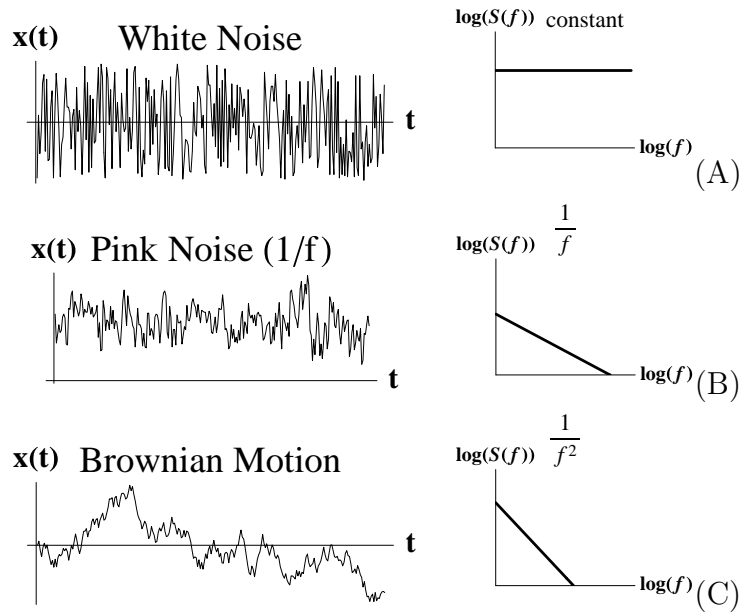 White Noise
x(t)
t
log(S(f)) constant
log(f)
(A)
x(t) Pink Noise (1/f)
t
log(S(f)) 1/f
log(f)
(B)
x(t) Brownian Motion
t
log(S(f)) 1/f²
log(f)
(C)